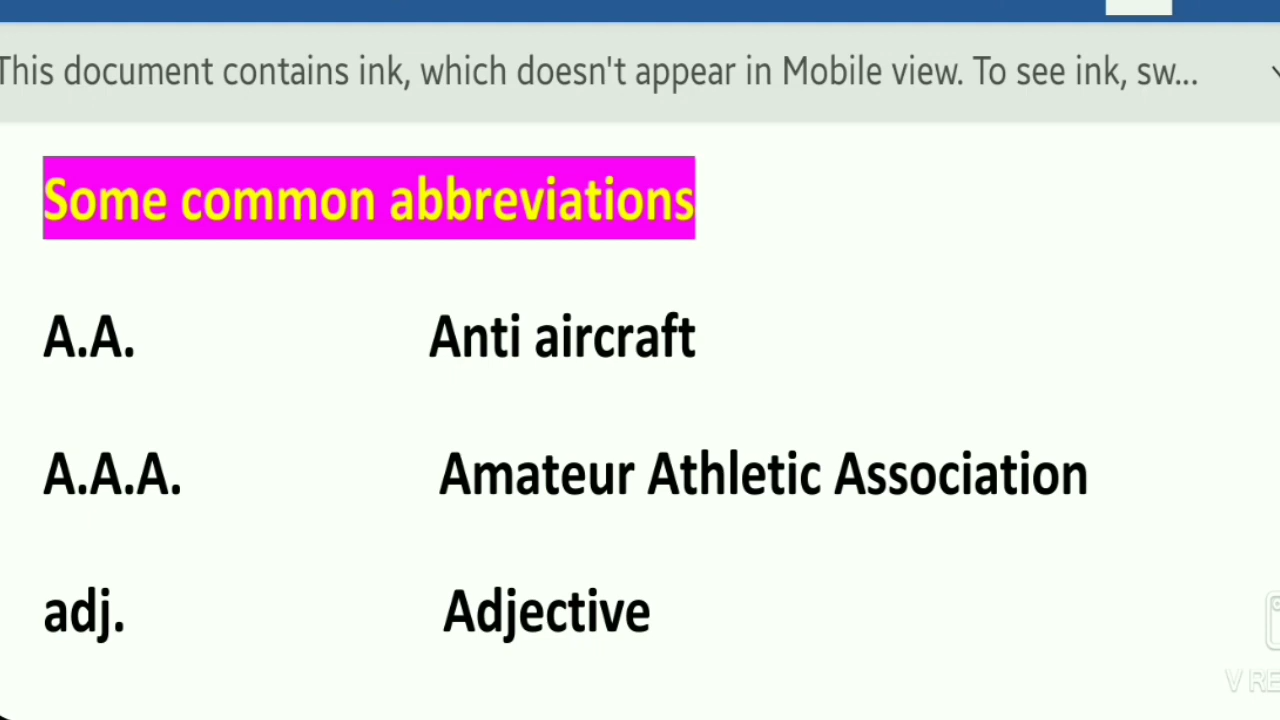 This document contains ink, which doesn't appear in Mobile view. To see ink, sw...
Some common abbreviations
A.A. Anti aircraft
A.A.A. Amateur Athletic Association
adj. Adjective
V RE